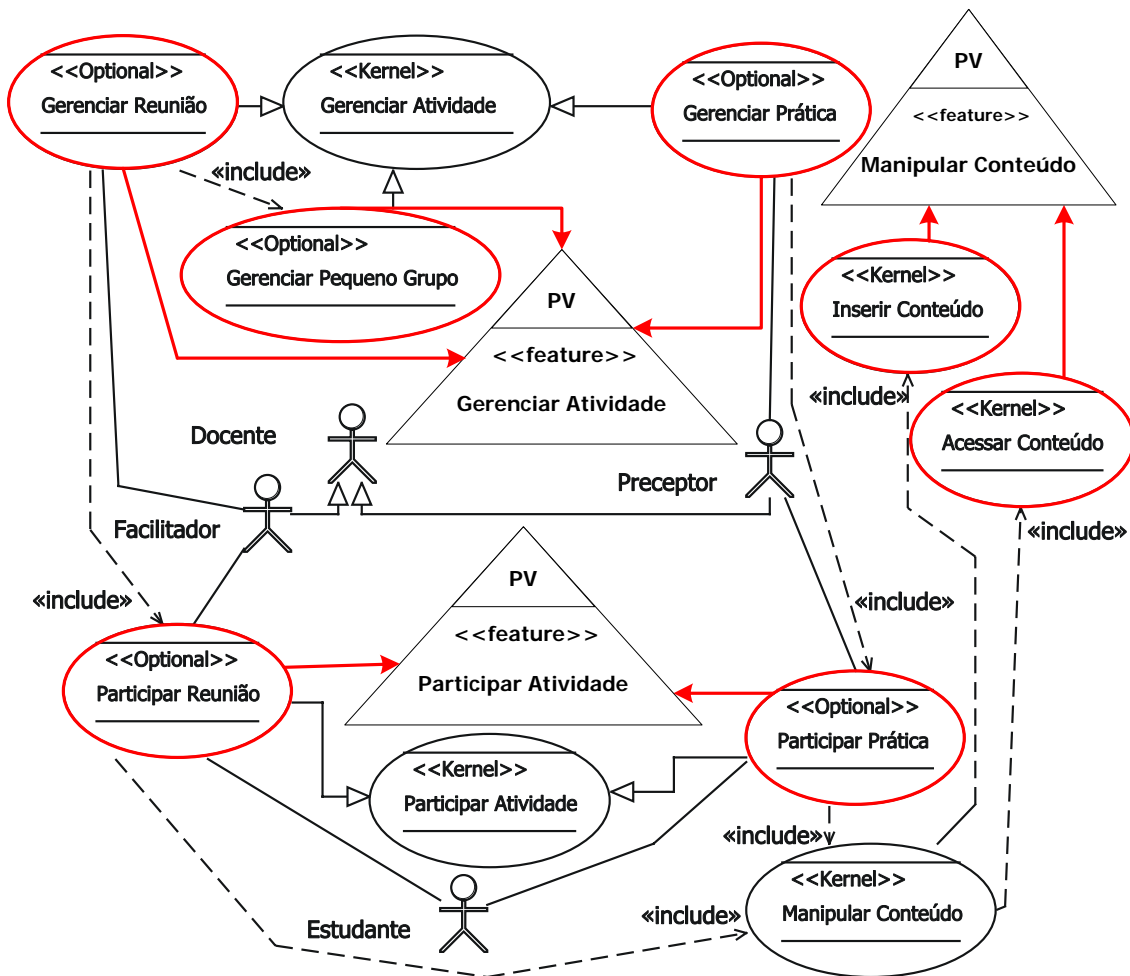 <<Optional>>
Gerenciar Reunião
<<Kernel>>
Gerenciar Atividade
<<Optional>>
Gerenciar Prática
PV
<<feature>>
Manipular Conteúdo
«include»
<<Optional>>
Gerenciar Pequeno Grupo
<<Kernel>>
Inserir Conteúdo
PV
<<feature>>
Gerenciar Atividade
«include»
<<Kernel>>
Acessar Conteúdo
Docente
Preceptor
Facilitador
«include»
PV
<<feature>>
Participar Atividade
«include»
<<Optional>>
Participar Reunião
<<Optional>>
Participar Prática
<<Kernel>>
Participar Atividade
«include»
<<Kernel>>
Manipular Conteúdo
«include»
Estudante